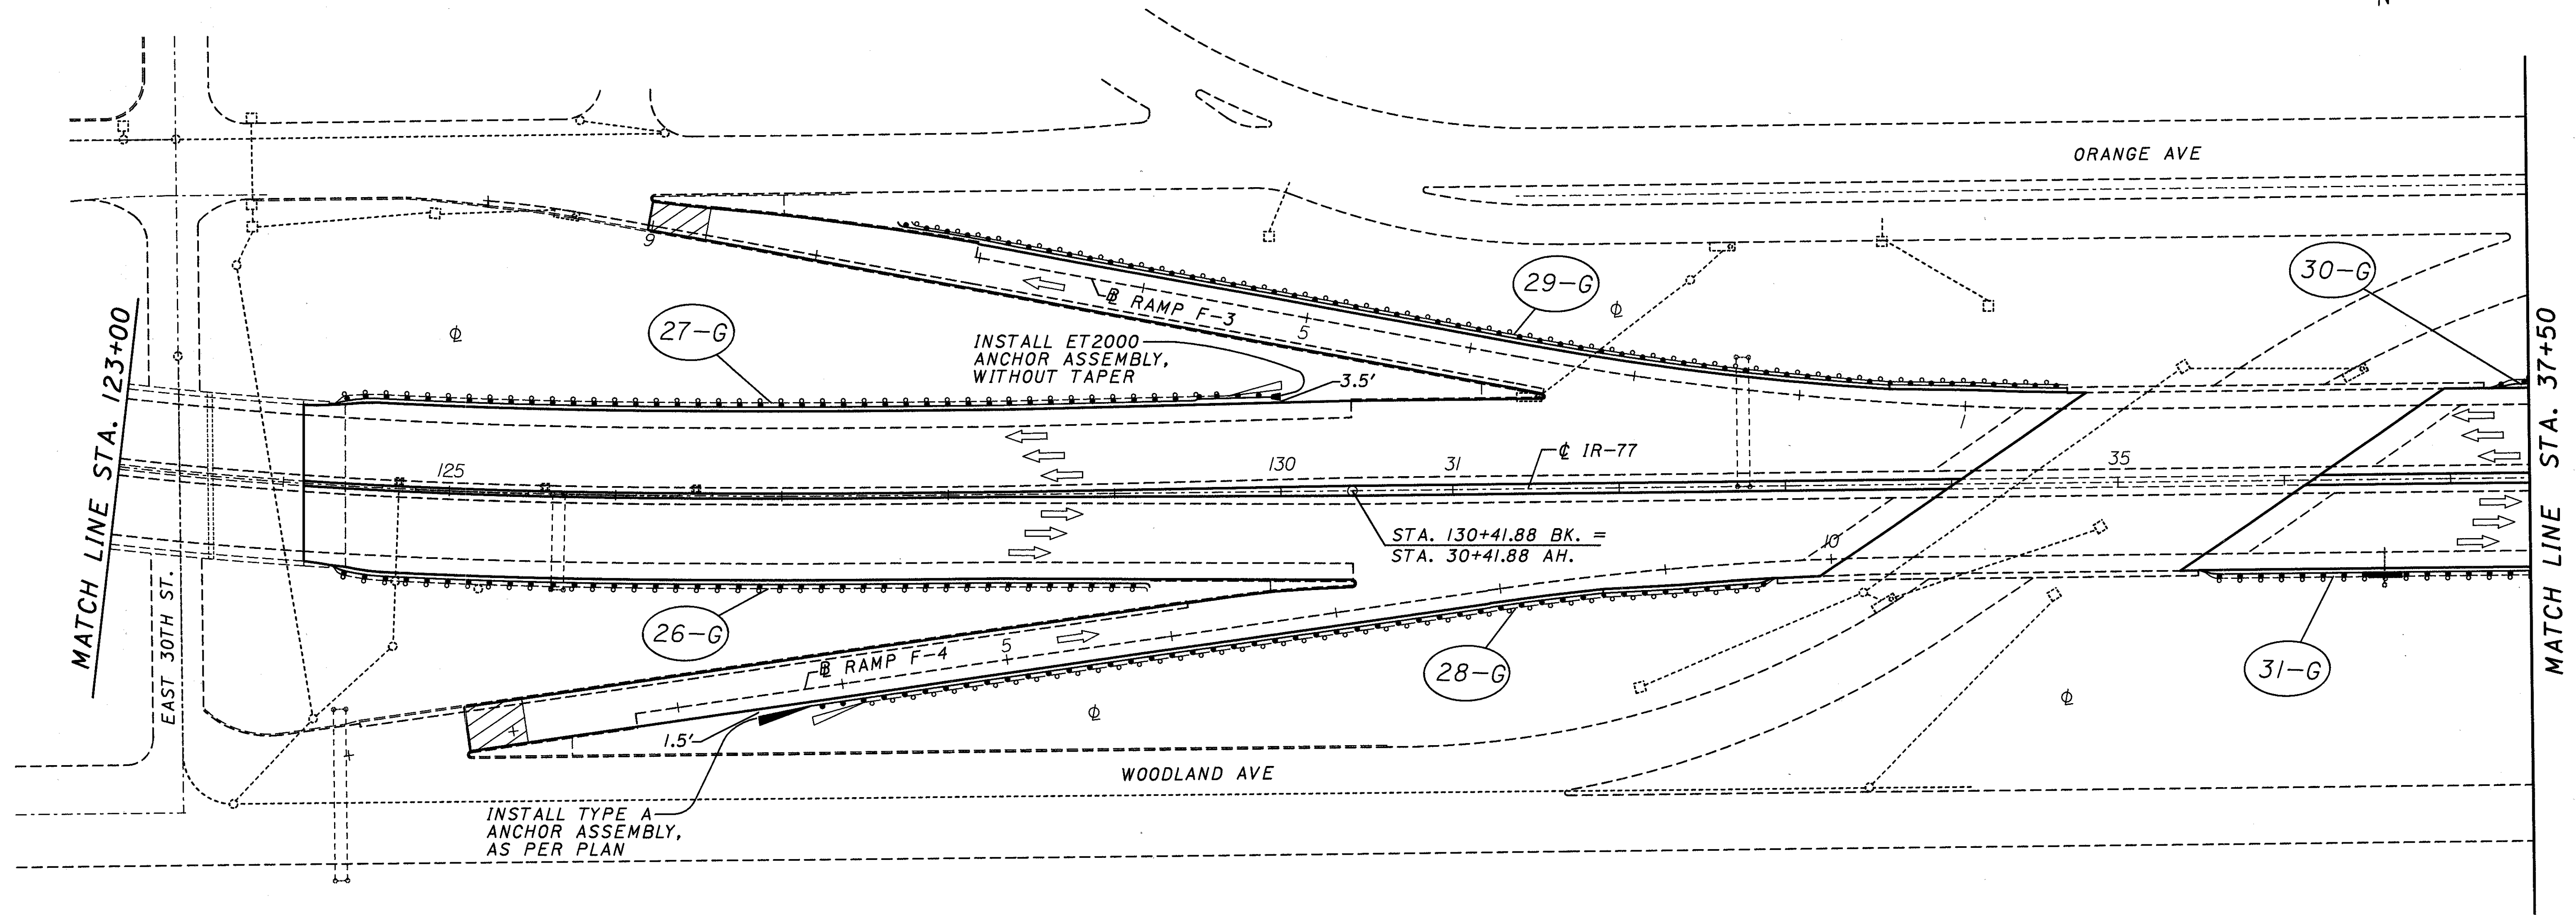 N
ORANGE AVE
30-G
29-G
9
4
℄
℄
27-G
B RAMP F-3
5
INSTALL ET2000
ANCHOR ASSEMBLY,
WITHOUT TAPER
3.5'
MATCH LINE STA. 123+00
MATCH LINE STA. 37+50
1
125
130
31
℄ IR-77
35
STA. 130+41.88 BK. =
STA. 30+41.88 AH.
10
EAST 30TH ST.
26-G
5
B RAMP F-4
28-G
31-G
℄
℄
1.5'
WOODLAND AVE
INSTALL TYPE A
ANCHOR ASSEMBLY,
AS PER PLAN